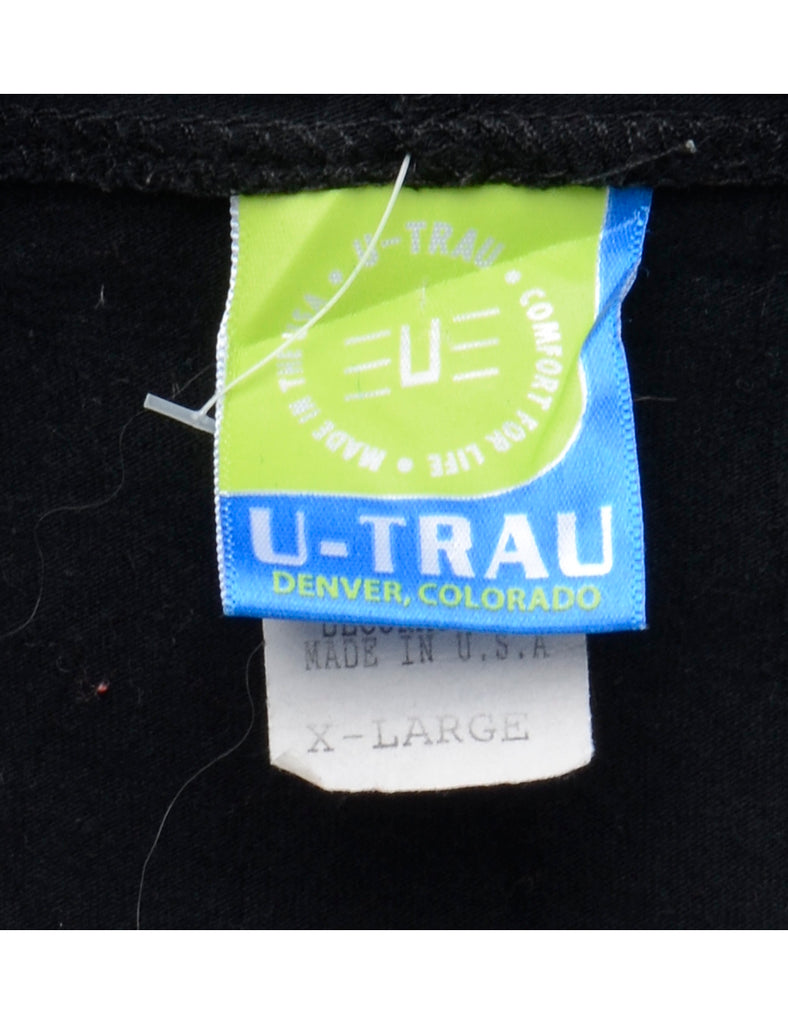 • U-TRAU • COMFORT FOR LIFE • MADE IN THE USA
U
U-TRAU
DENVER, COLORADO
MADE IN U.S.A
X-LARGE